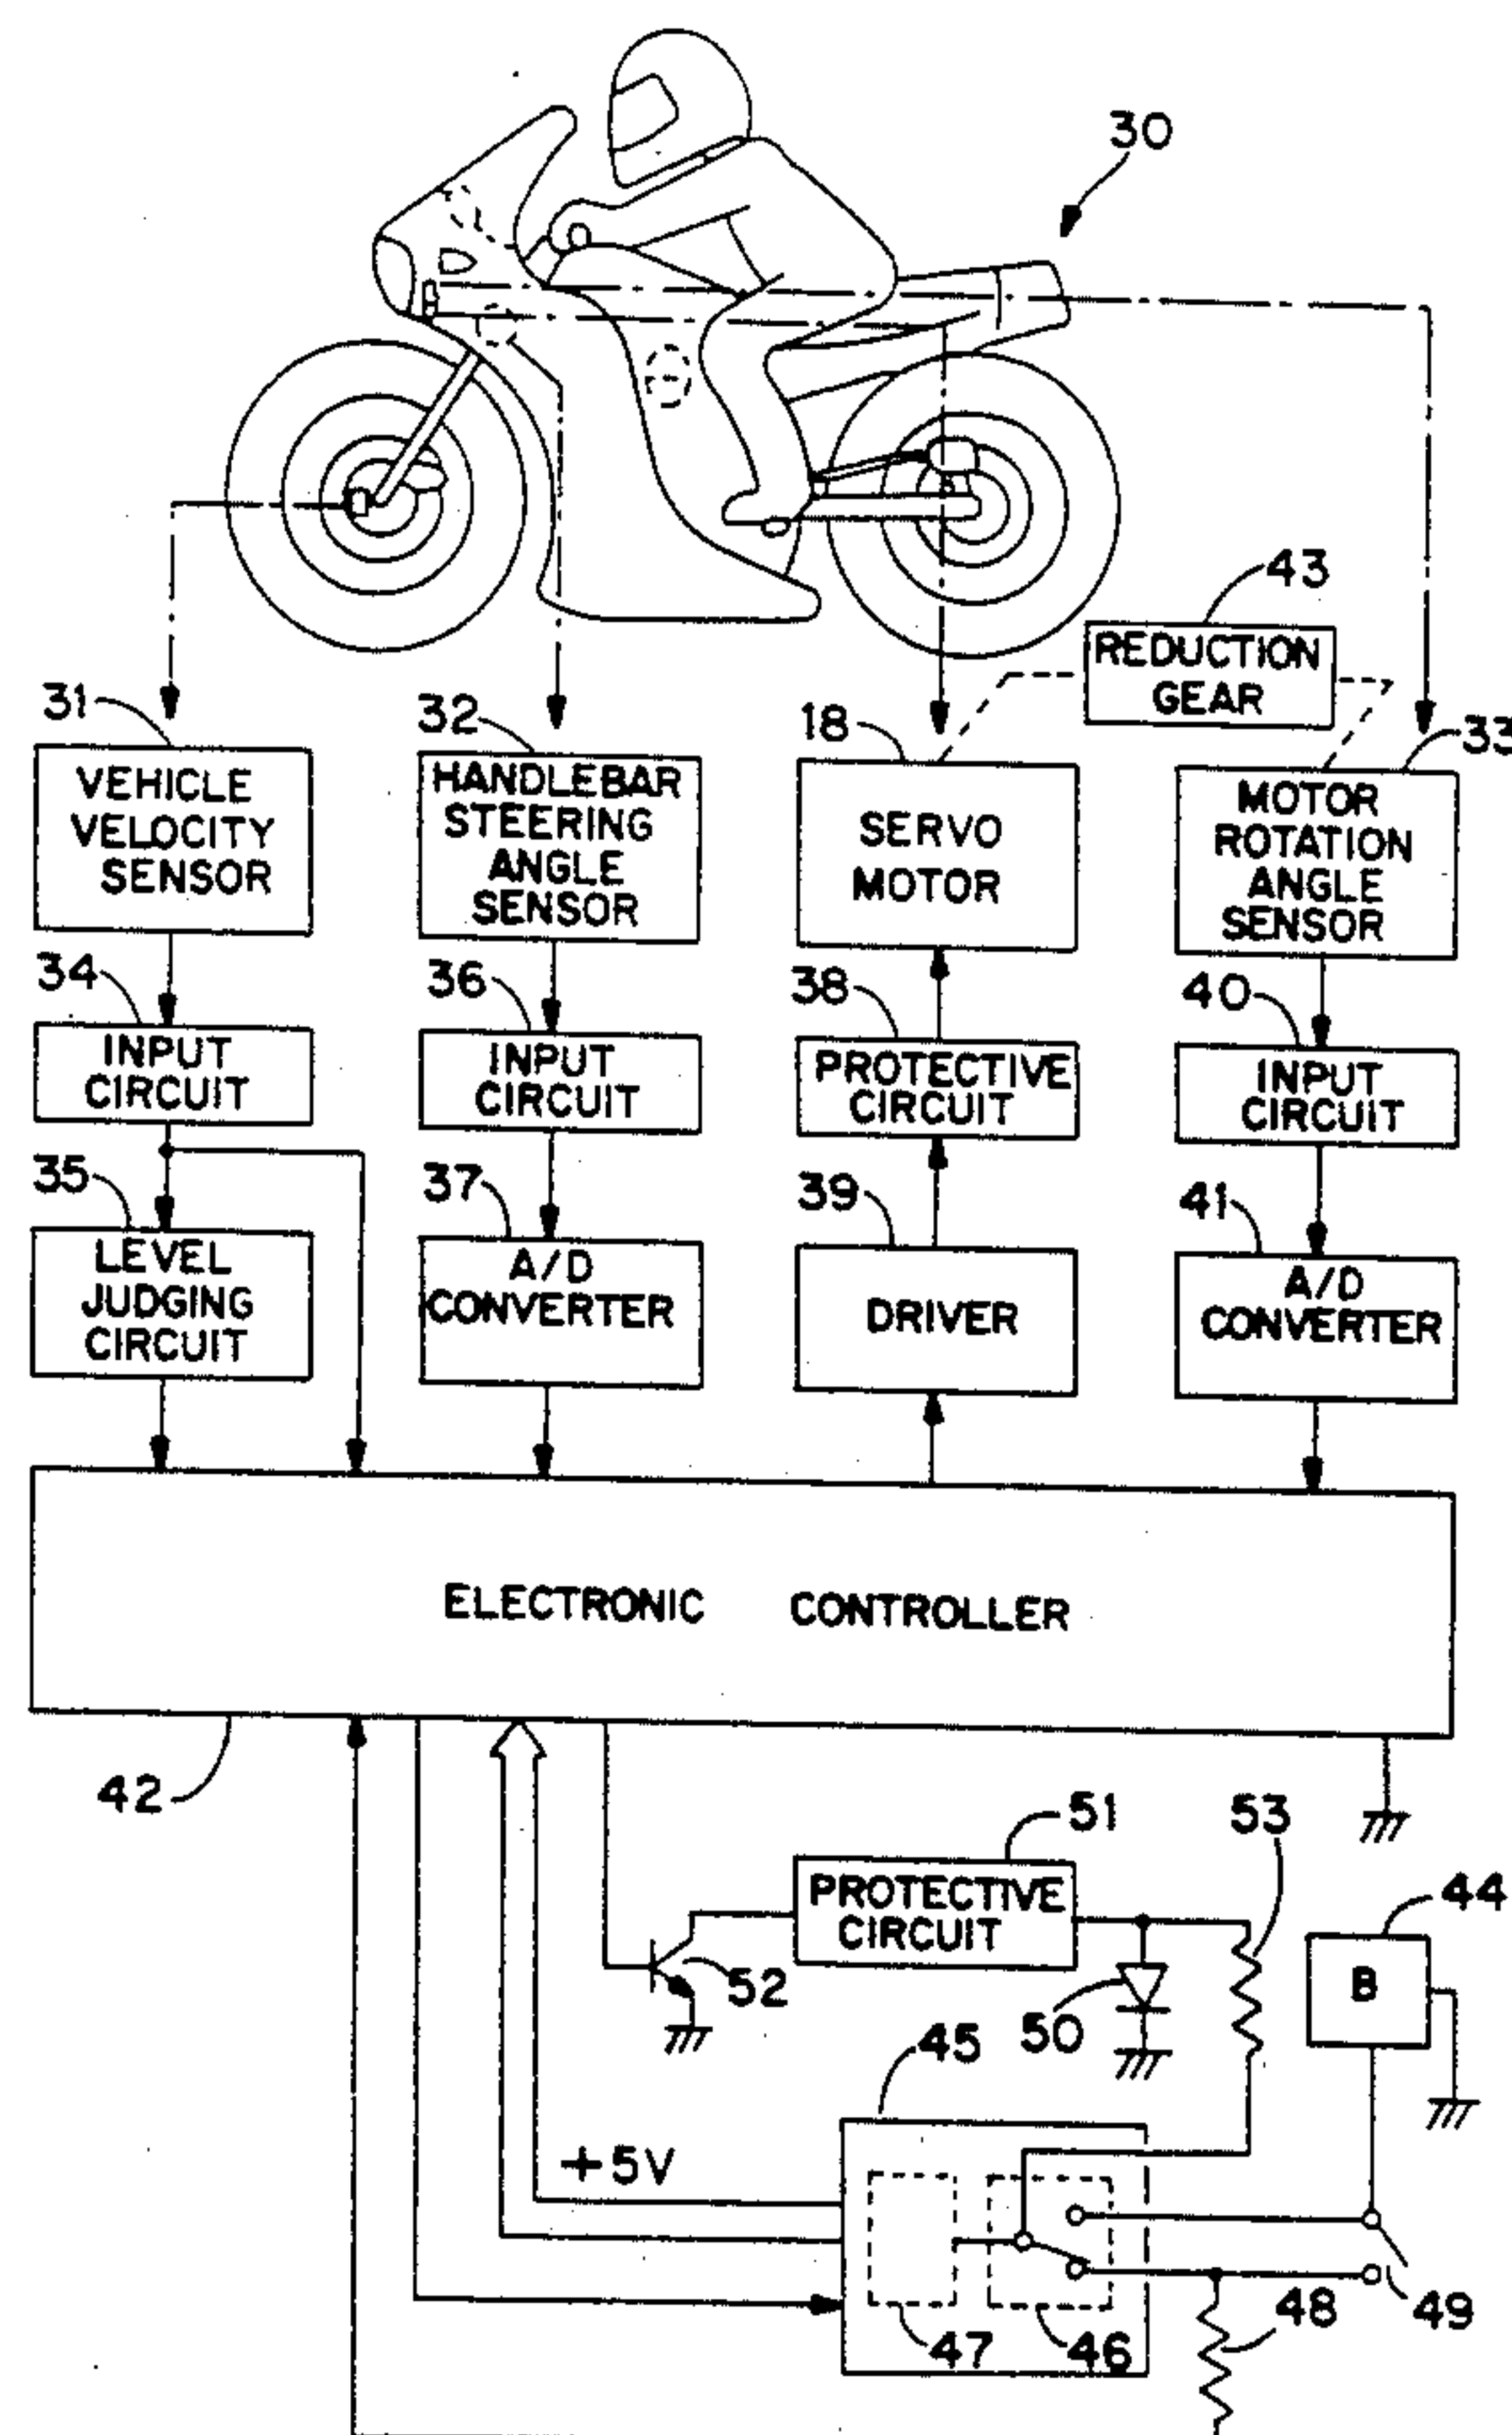 30
43
REDUCTION
GEAR
31
32
18
33
VEHICLE
VELOCITY
SENSOR
HANDLEBAR
STEERING
ANGLE
SENSOR
SERVO
MOTOR
MOTOR
ROTATION
ANGLE
SENSOR
34
36
38
40
INPUT
CIRCUIT
INPUT
CIRCUIT
PROTECTIVE
CIRCUIT
INPUT
CIRCUIT
35
37
39
41
LEVEL
JUDGING
CIRCUIT
A/D
CONVERTER
DRIVER
A/D
CONVERTER
ELECTRONIC CONTROLLER
42
51
53
44
PROTECTIVE
CIRCUIT
52
50
B
45
+5V
47
46
48
49